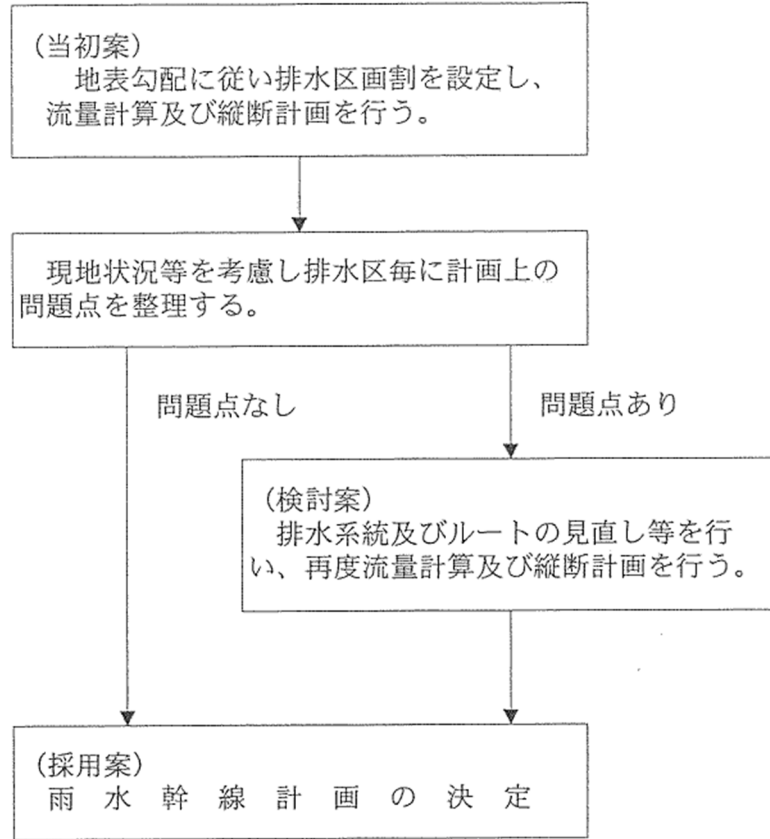 （当初案）
地表勾配に従い排水区画割を設定し、
流量計算及び縦断計画を行う。
現地状況等を考慮し排水区毎に計画上の
問題点を整理する。
問題点なし
問題点あり
（検討案）
排水系統及びルートの見直し等を行
い、再度流量計算及び縦断計画を行う。
（採用案）
雨水幹線計画の決定